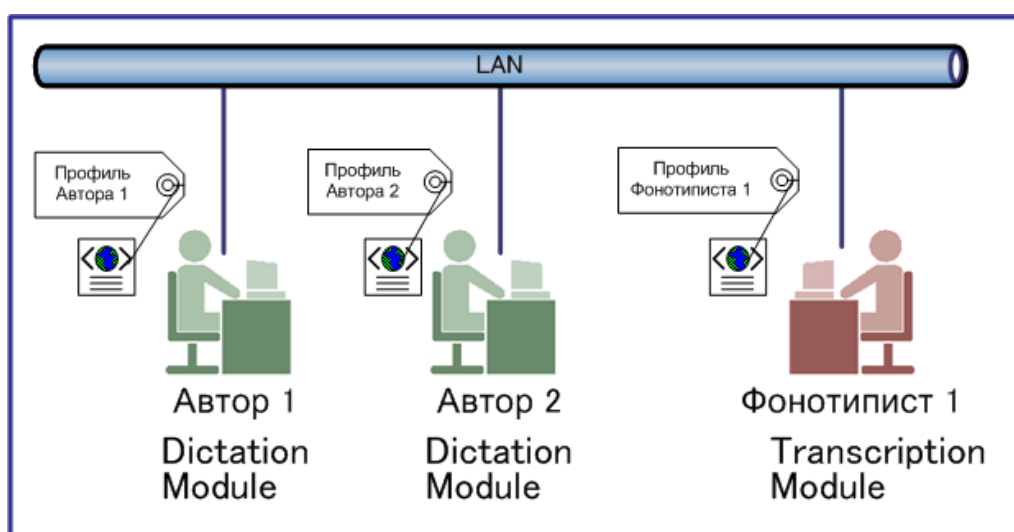 LAN
Профиль
Автора 1
Профиль
Автора 2
Профиль
Фонотиписта 1
Автор 1
Автор 2
Фонотипист 1
Dictation
Module
Dictation
Module
Transcription
Module